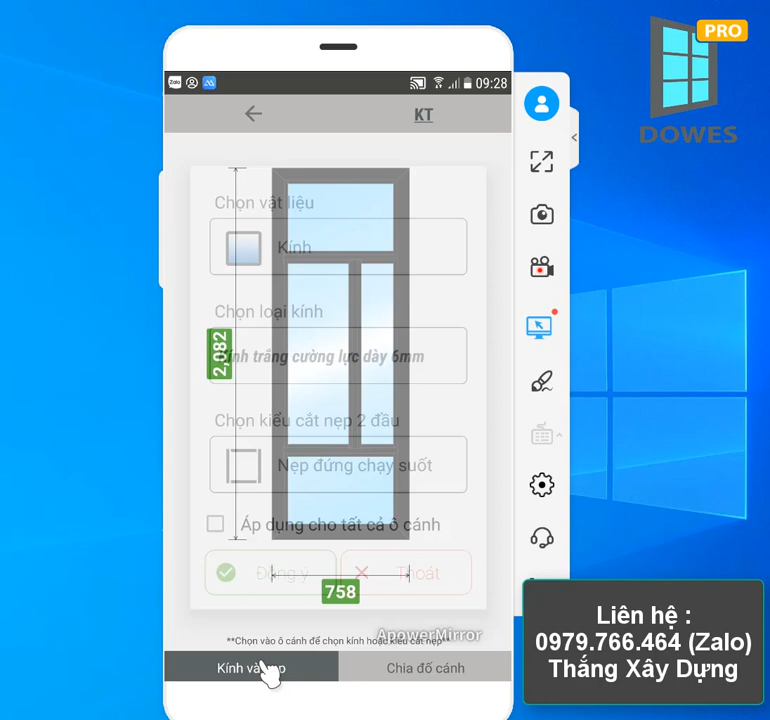 PRO
DOWES
Zalo
09:28
KT
Chọn vật liệu
Kính
Chọn loại kính
2,082
Kính trắng cường lực dày 6mm
Chọn kiểu cắt nẹp 2 đầu
Nẹp đứng chạy suốt
Áp dụng cho tất cả ô cánh
Đồng ý
Thoát
758
**Chọn vào ô cánh để chọn kính hoặc kiểu cắt nẹp**
ApowerMirror
Kính và nẹp
Chia đố cánh
Liên hệ :
0979.766.464 (Zalo)
Thắng Xây Dựng